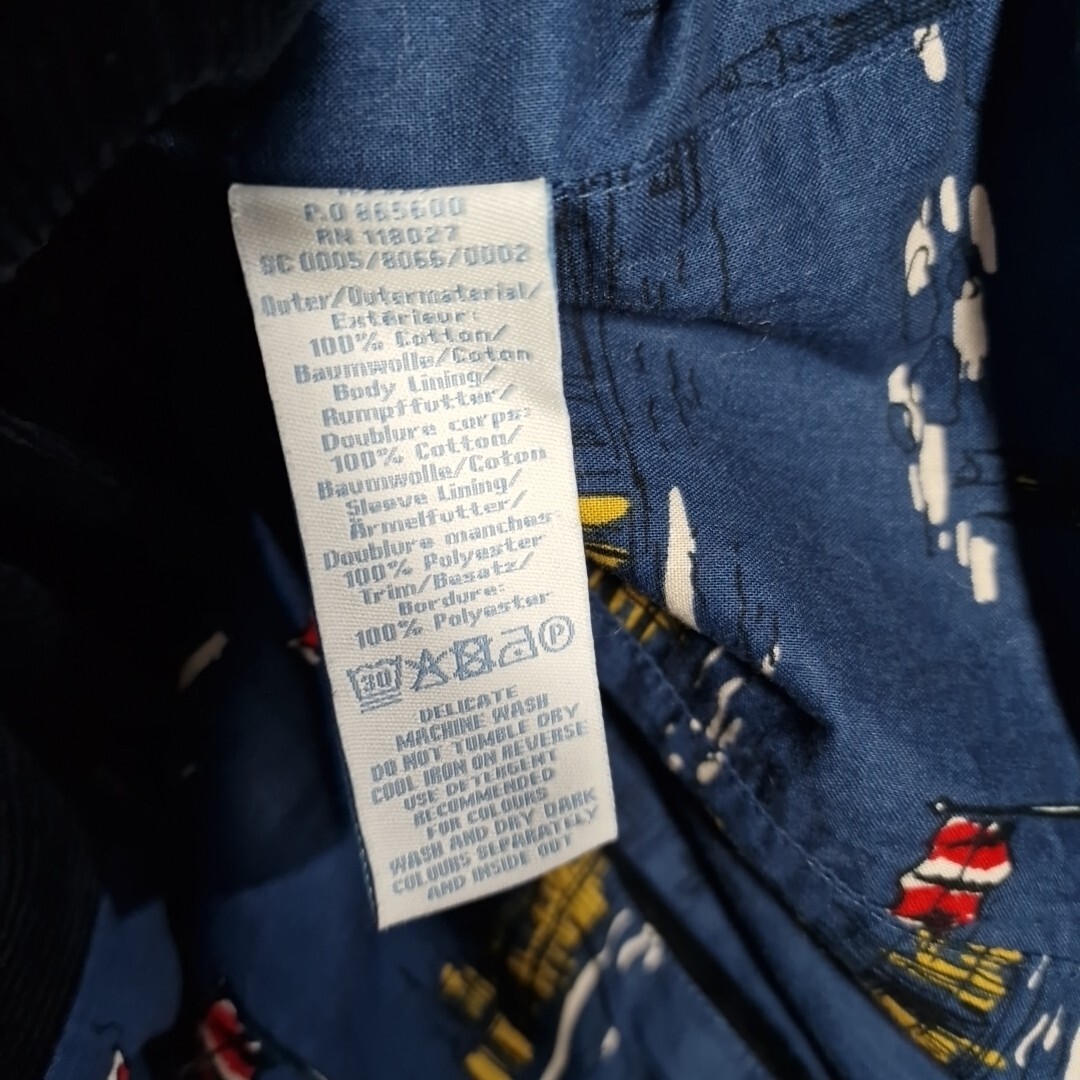 P.O 865600
RN 118027
SC 0005/8066/0002
Outer/Outermaterial/
Extérieur:
100% Cotton/
Baumwolle/Coton
Body Lining/
Rumpffutter/
Doublure corps:
100% Cotton/
Baumwolle/Coton
Sleeve Lining/
Ärmelfutter/
Doublure manches:
100% Polyester
Trim/Besatz/
Bordure:
100% Polyester
30 P
DELICATE
MACHINE WASH
DO NOT TUMBLE DRY
COOL IRON ON REVERSE
USE DETERGENT
RECOMMENDED
FOR COLOURS
WASH AND DRY DARK
COLOURS SEPARATELY
AND INSIDE OUT